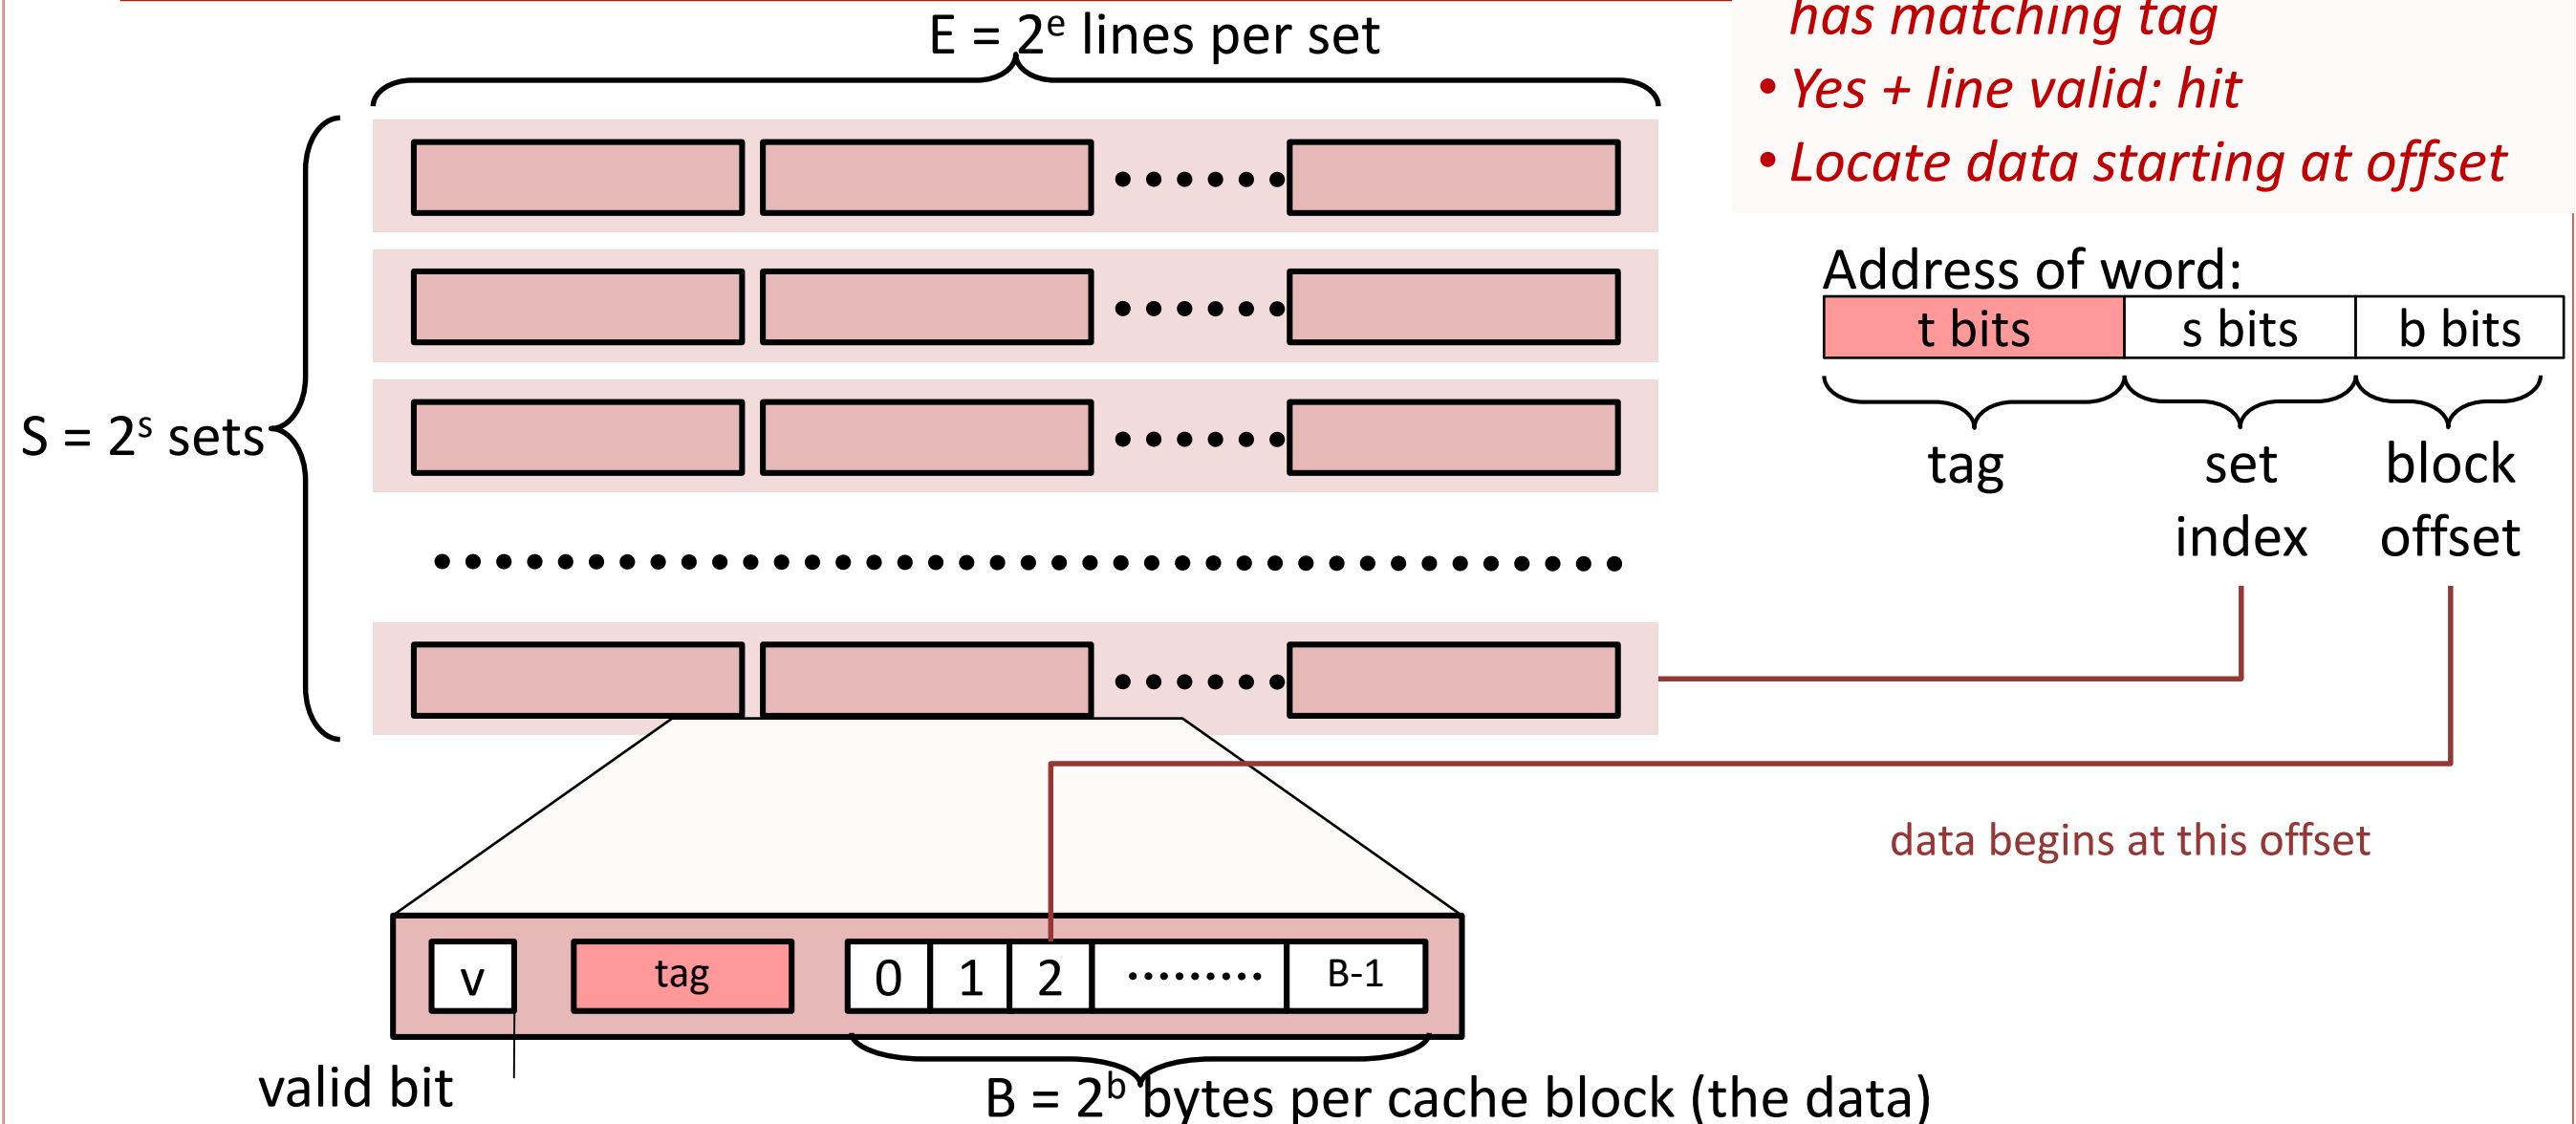 E = 2ᵉ lines per set
has matching tag
• Yes + line valid: hit
• Locate data starting at offset
S = 2ˢ sets
Address of word:
t bits s bits b bits
tag set index block offset
data begins at this offset
v tag 0 1 2 ......... B-1
valid bit
B = 2ᵇ bytes per cache block (the data)